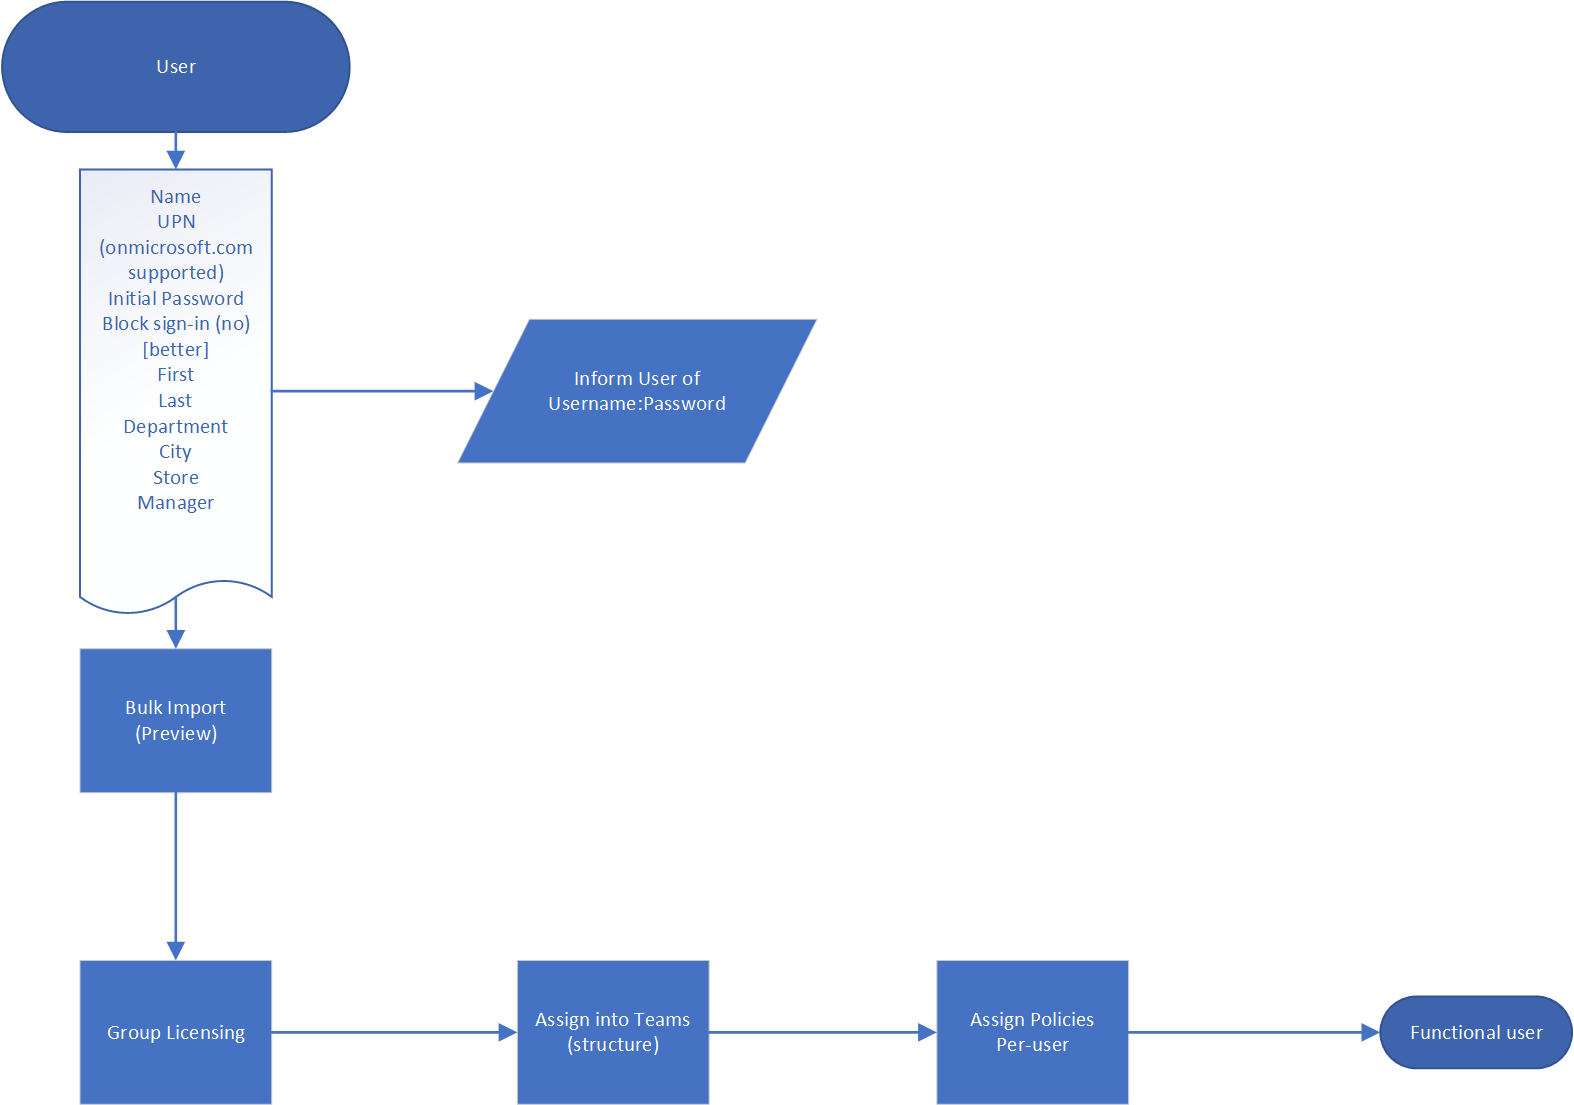 User
Name
UPN
(onmicrosoft.com
supported)
Initial Password
Block sign-in (no)
[better]
First
Last
Department
City
Store
Manager
Inform User of
Username:Password
Bulk Import
(Preview)
Group Licensing
Assign into Teams
(structure)
Assign Policies
Per-user
Functional user